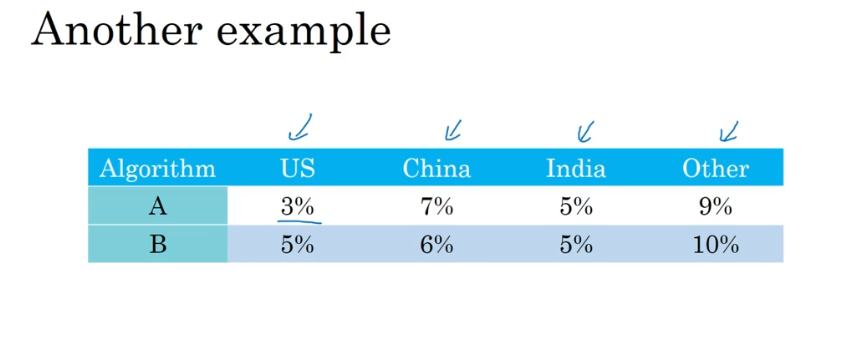 Another example
Algorithm US China India Other
A 3% 7% 5% 9%
B 5% 6% 5% 10%